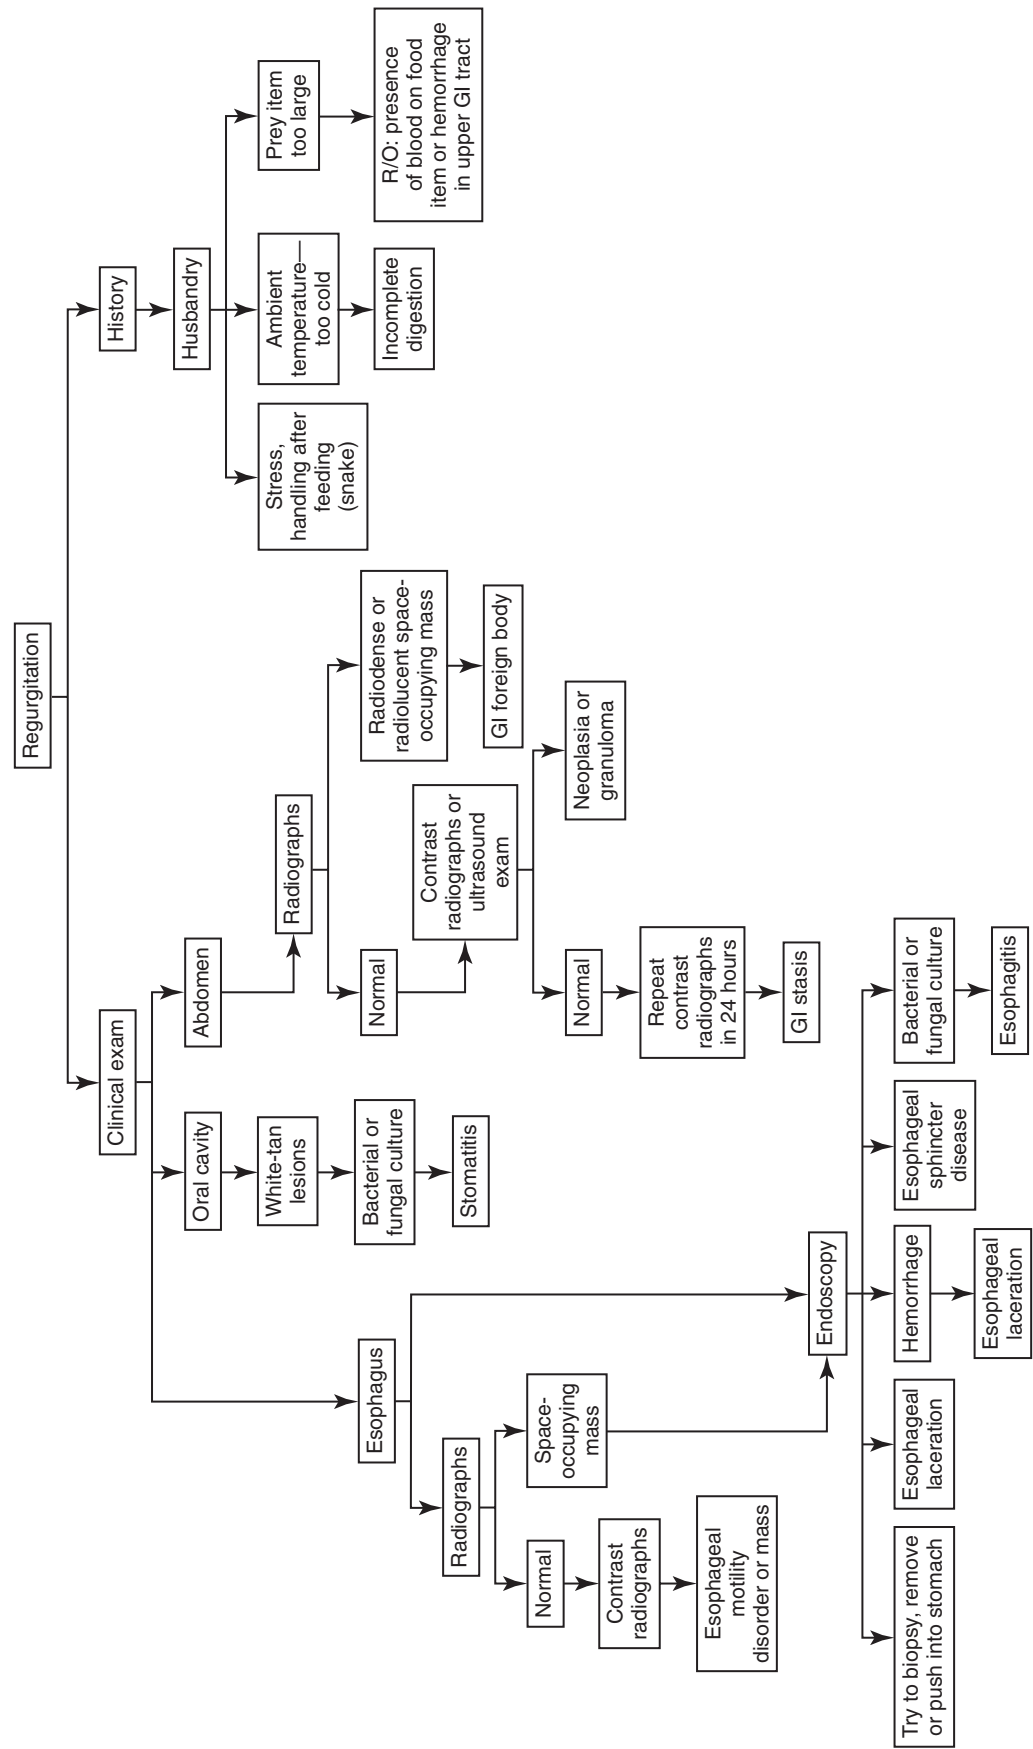 Regurgitation
Clinical exam
History
Husbandry
Stress,
handling after
feeding
(snake)
Ambient
temperature—
too cold
Prey item
too large
Incomplete
digestion
R/O: presence
of blood on food
item or hemorrhage
in upper GI tract
Esophagus
Oral cavity
Abdomen
White-tan
lesions
Bacterial or
fungal culture
Stomatitis
Radiographs
Normal
Radiodense or
radiolucent space-
occupying mass
GI foreign body
Contrast
radiographs or
ultrasound
exam
Normal
Neoplasia or
granuloma
Repeat
contrast
radiographs
in 24 hours
GI stasis
Radiographs
Normal
Space-
occupying
mass
Contrast
radiographs
Esophageal
motility
disorder or mass
Endoscopy
Try to biopsy, remove
or push into stomach
Esophageal
laceration
Hemorrhage
Esophageal
sphincter
disease
Bacterial or
fungal culture
Esophageal
laceration
Esophagitis